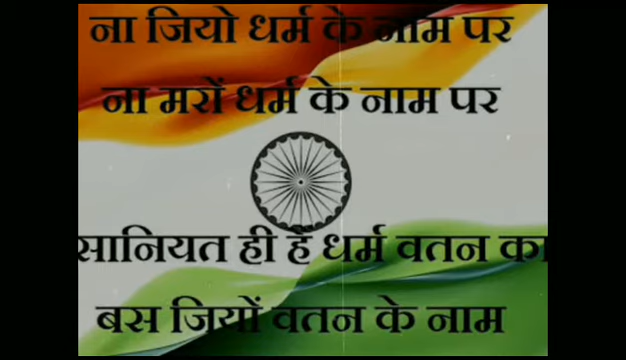 ना जियो धर्म के नाम पर
ना मरों धर्म के नाम पर
सानियत ही है धर्म वतन का
बस जियों वतन के नाम